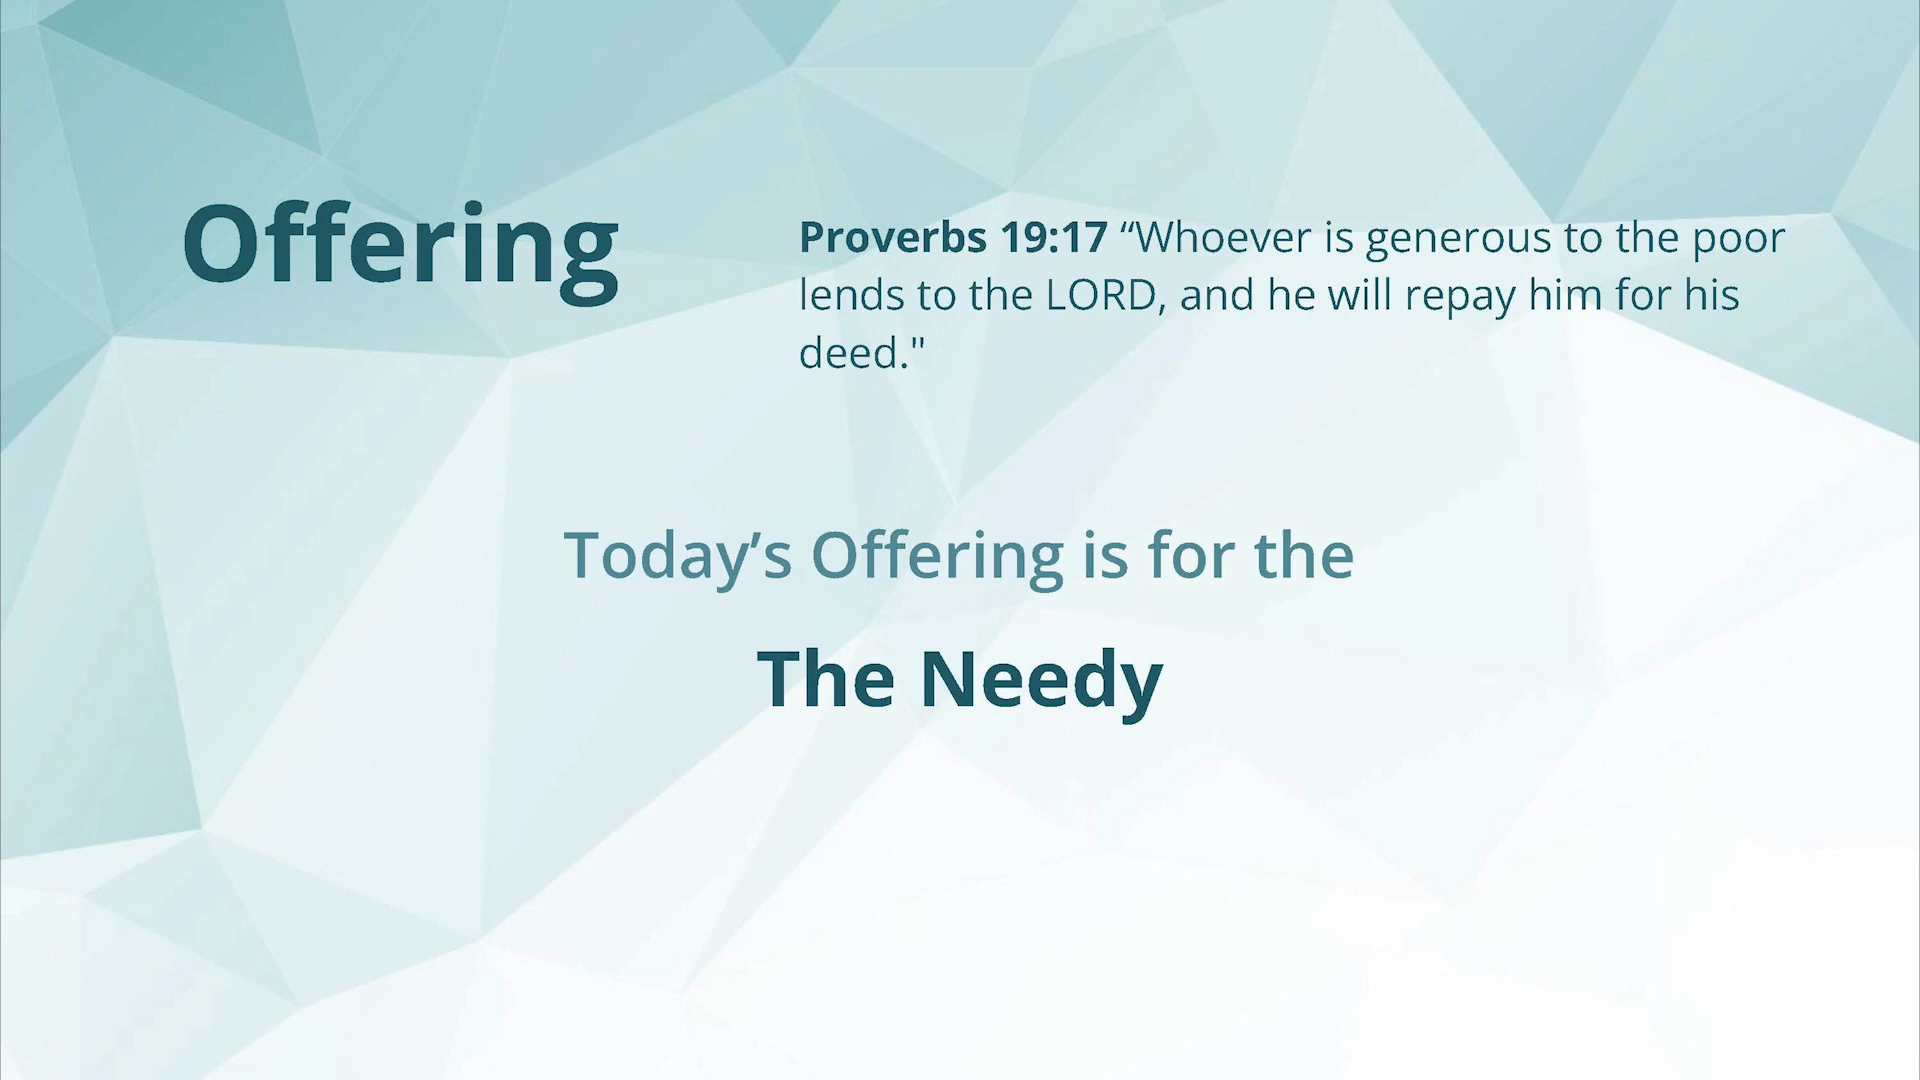 Offering
Proverbs 19:17 “Whoever is generous to the poor
lends to the LORD, and he will repay him for his
deed."
Today’s Offering is for the
The Needy